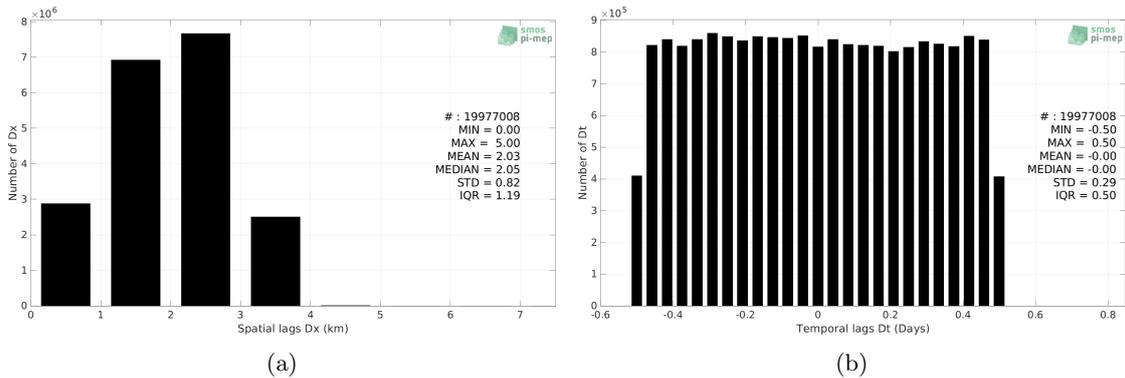 ×10^6
8
7
6
5
4
3
2
1
0
Number of Dx
smos
pi-mep
# : 19977008
MIN = 0.00
MAX = 5.00
MEAN = 2.03
MEDIAN = 2.05
STD = 0.82
IQR = 1.19
0 1 2 3 4 5 6 7
Spatial lags Dx (km)
(a)
×10^5
9
8
7
6
5
4
3
2
1
0
Number of Dt
smos
pi-mep
# : 19977008
MIN = -0.50
MAX = 0.50
MEAN = -0.00
MEDIAN = -0.00
STD = 0.29
IQR = 0.50
-0.6 -0.4 -0.2 0 0.2 0.4 0.6 0.8
Temporal lags Dt (Days)
(b)